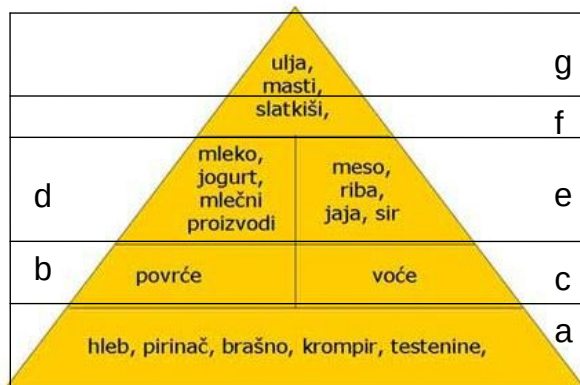 g
ulja,
masti,
slatkiši,
f
d
mleko,
jogurt,
mlečni
proizvodi
meso,
riba,
jaja, sir
e
b
povrće
voće
c
a
hleb, pirinač, brašno, krompir, testenine,